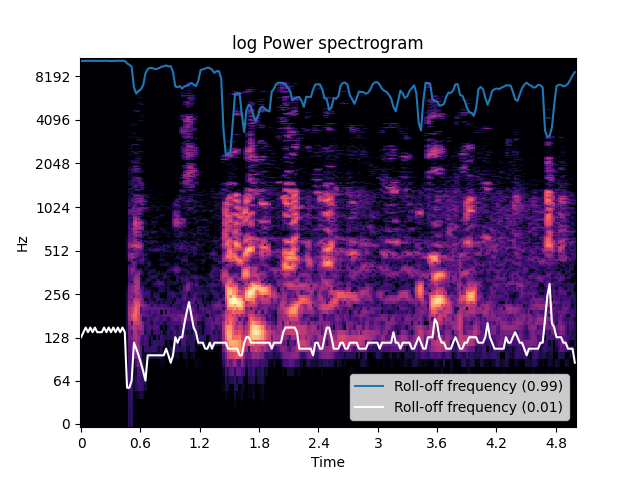 log Power spectrogram
8192
4096
2048
1024
512
256
128
64
0
Hz
0 0.6 1.2 1.8 2.4 3 3.6 4.2 4.8
Time
Roll-off frequency (0.99)
Roll-off frequency (0.01)